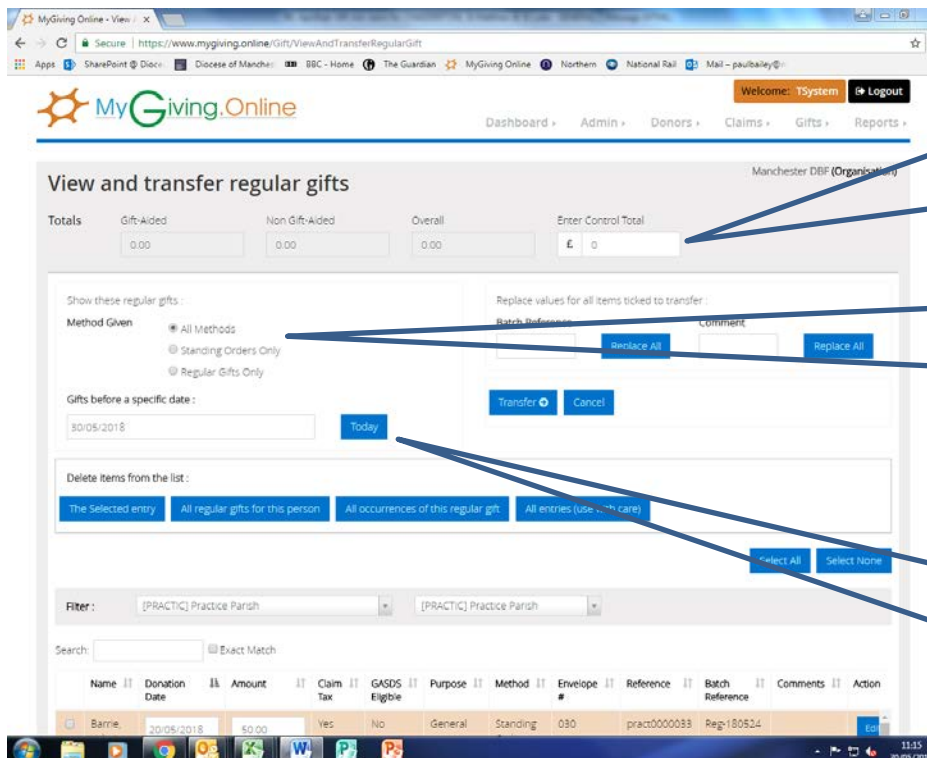 MyGiving Online - View /
Secure | https://www.mygiving.online/Gift/ViewAndTransferRegularGift
Apps SharePoint @ Dioce Diocese of Manches BBC - Home The Guardian MyGiving Online Northern National Rail Mail – paulbailey@
MyGiving.Online
Welcome: TSystem Logout
Dashboard Admin Donors Claims Gifts Reports
View and transfer regular gifts
Manchester DBF (Organisation)
Totals Gift-Aided Non Gift-Aided Overall Enter Control Total
0.00 0.00 0.00 £ 0
Show these regular gifts : Replace values for all items ticked to transfer :
Method Given All Methods Batch Reference Comment
Standing Orders Only Replace All Replace All
Regular Gifts Only
Gifts before a specific date : Transfer Cancel
30/05/2018 Today
Delete items from the list :
The Selected entry All regular gifts for this person All occurrences of this regular gift All entries (use with care)
Select All Select None
Filter : [PRACTIC] Practice Parish [PRACTIC] Practice Parish
Search: Exact Match
Name Donation Date Amount Claim Tax GASDS Eligible Purpose Method Envelope # Reference Batch Reference Comments Action
Barrie, 20/05/2018 50.00 Yes No General Standing 030 pract0000033 Reg-180524 Edit
11:15